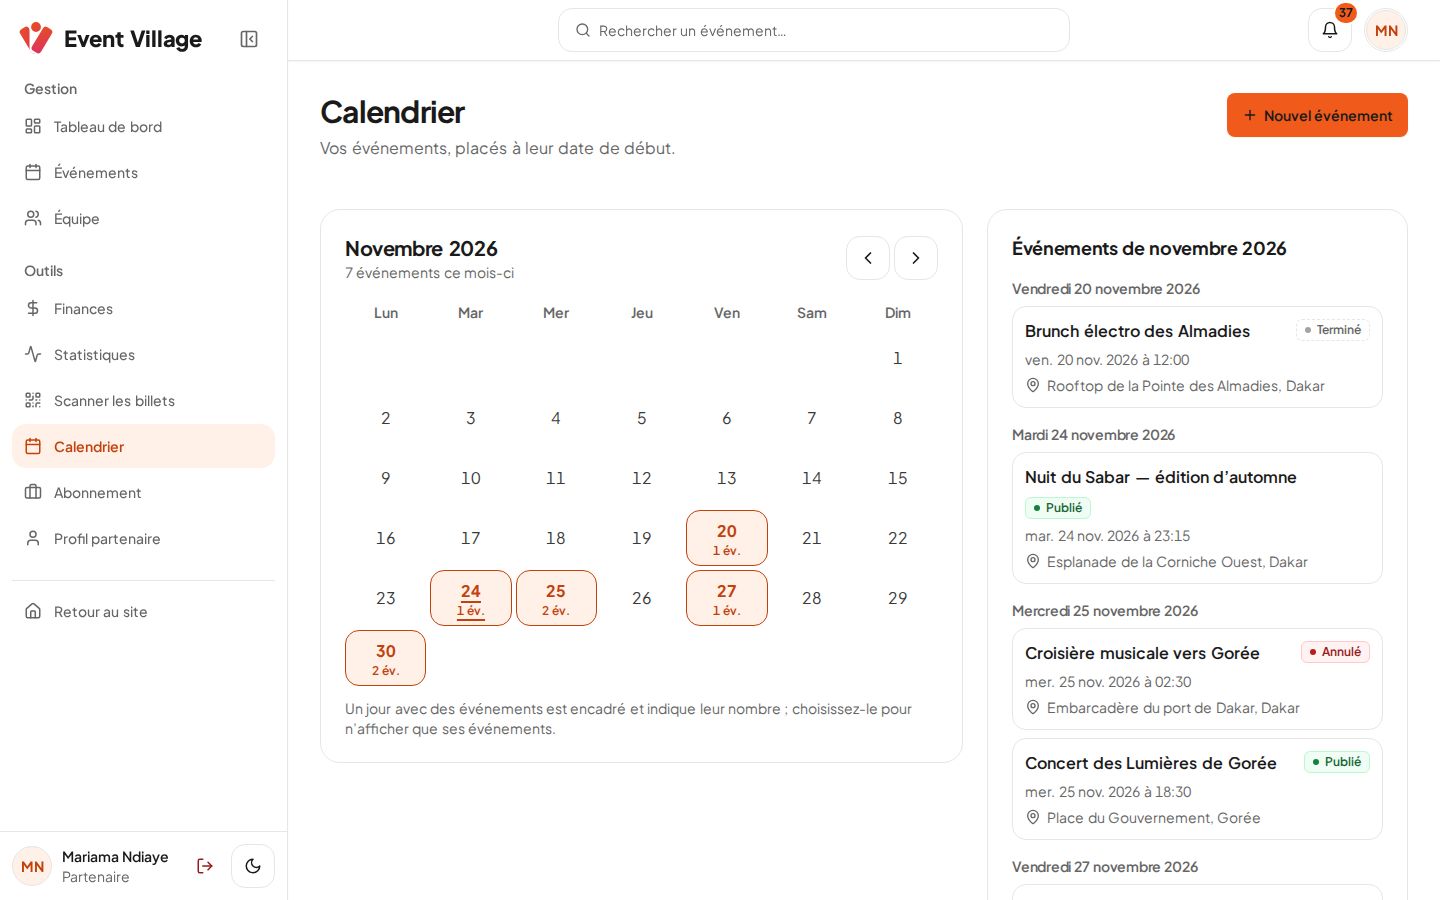 Event Village
Gestion
Tableau de bord
Événements
Équipe
Outils
Finances
Statistiques
Scanner les billets
Calendrier
Abonnement
Profil partenaire
Retour au site
MN
Mariama Ndiaye
Partenaire
Rechercher un événement…
37
MN
Calendrier
Vos événements, placés à leur date de début.
Nouvel événement
Novembre 2026
7 événements ce mois-ci
Lun Mar Mer Jeu Ven Sam Dim
1
2 3 4 5 6 7 8
9 10 11 12 13 14 15
16 17 18 19 20 21 22
1 év.
23 24 25 26 27 28 29
1 év. 2 év. 1 év.
30
2 év.
Un jour avec des événements est encadré et indique leur nombre ; choisissez-le pour
n’afficher que ses événements.
Événements de novembre 2026
Vendredi 20 novembre 2026
Brunch électro des Almadies Terminé
ven. 20 nov. 2026 à 12:00
Rooftop de la Pointe des Almadies, Dakar
Mardi 24 novembre 2026
Nuit du Sabar — édition d’automne
Publié
mar. 24 nov. 2026 à 23:15
Esplanade de la Corniche Ouest, Dakar
Mercredi 25 novembre 2026
Croisière musicale vers Gorée Annulé
mer. 25 nov. 2026 à 02:30
Embarcadère du port de Dakar, Dakar
Concert des Lumières de Gorée Publié
mer. 25 nov. 2026 à 18:30
Place du Gouvernement, Gorée
Vendredi 27 novembre 2026